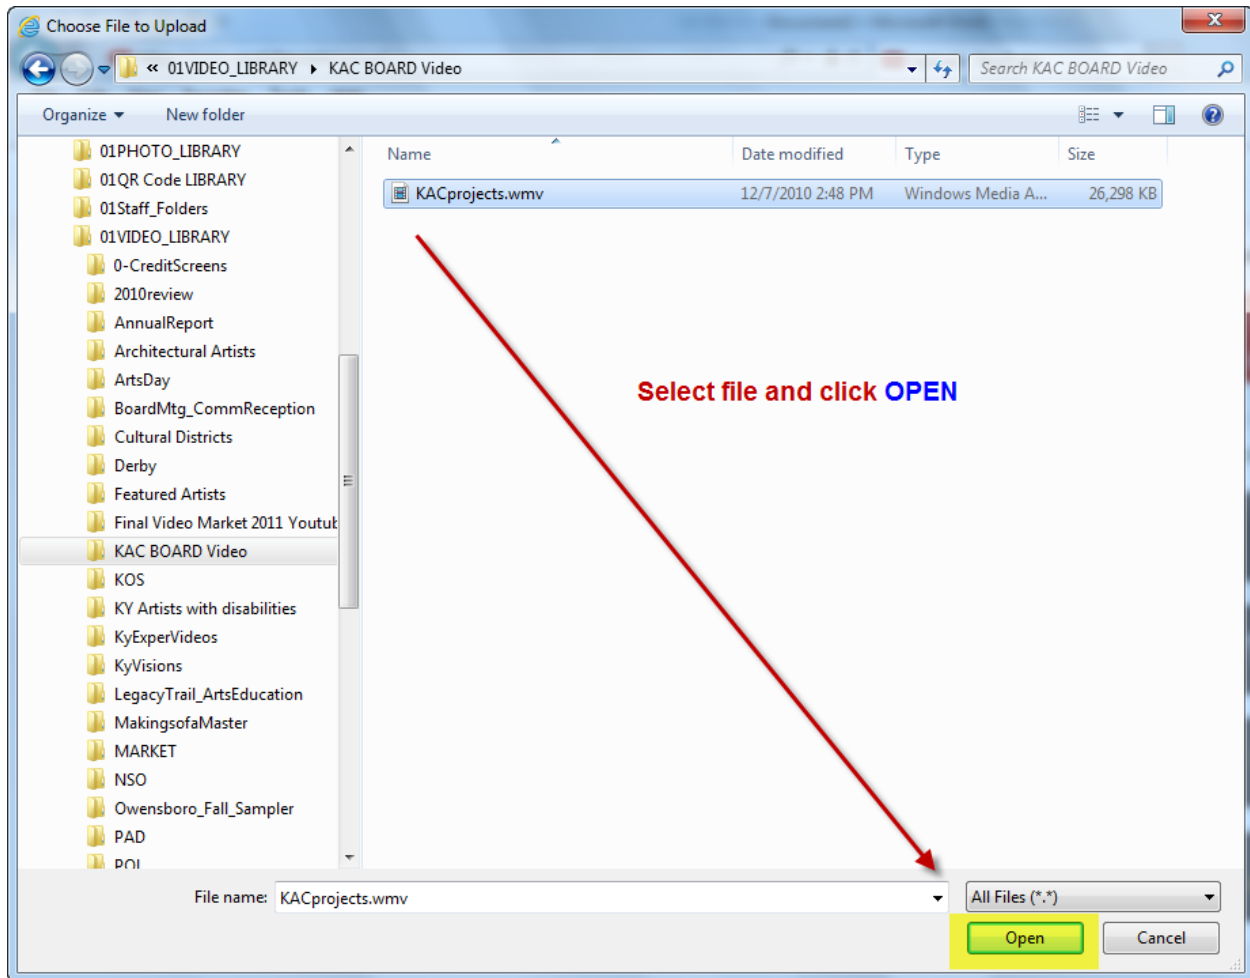 Choose File to Upload
« 01VIDEO_LIBRARY ▸ KAC BOARD Video
Search KAC BOARD Video
Organize ▾ New folder
Name Date modified Type Size
KACprojects.wmv 12/7/2010 2:48 PM Windows Media A... 26,298 KB
01PHOTO_LIBRARY
01QR Code LIBRARY
01Staff_Folders
01VIDEO_LIBRARY
0-CreditScreens
2010review
AnnualReport
Architectural Artists
ArtsDay
BoardMtg_CommReception
Cultural Districts
Derby
Featured Artists
Final Video Market 2011 Youtub
KAC BOARD Video
KOS
KY Artists with disabilities
KyExperVideos
KyVisions
LegacyTrail_ArtsEducation
MakingsofaMaster
MARKET
NSO
Owensboro_Fall_Sampler
PAD
Select file and click OPEN
File name: KACprojects.wmv
All Files (*.*)
Open Cancel